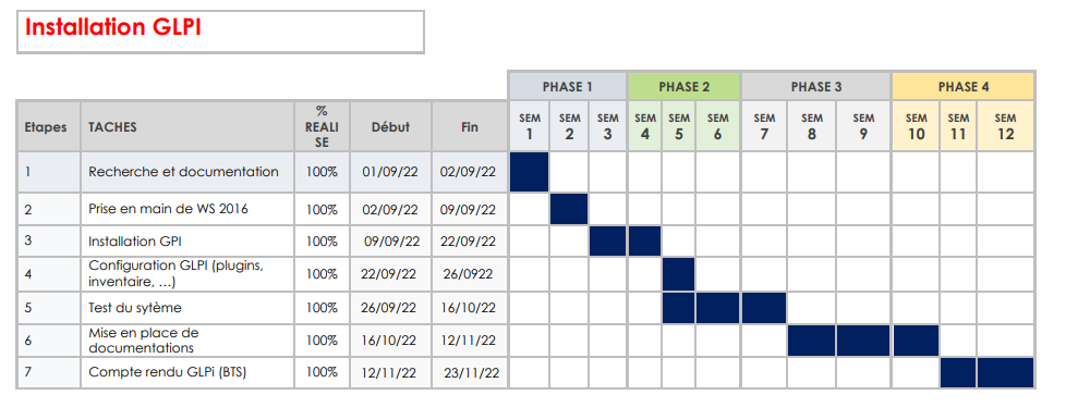 Installation GLPI
PHASE 1 PHASE 2 PHASE 3 PHASE 4
Etapes TACHES % REALI SE Début Fin SEM 1 SEM 2 SEM 3 SEM 4 SEM 5 SEM 6 SEM 7 SEM 8 SEM 9 SEM 10 SEM 11 SEM 12
1 Recherche et documentation 100% 01/09/22 02/09/22
2 Prise en main de WS 2016 100% 02/09/22 09/09/22
3 Installation GPI 100% 09/09/22 22/09/22
4 Configuration GLPI (plugins,
inventaire, …) 100% 22/09/22 26/0922
5 Test du sytème 100% 26/09/22 16/10/22
6 Mise en place de
documentations 100% 16/10/22 12/11/22
7 Compte rendu GLPi (BTS) 100% 12/11/22 23/11/22